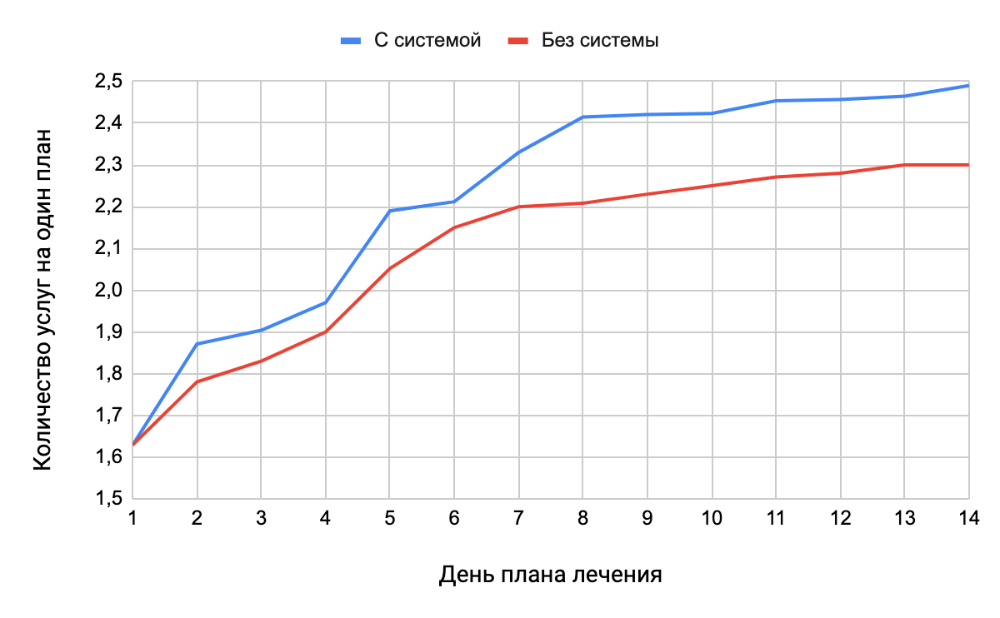 С системой
Без системы
Количество услуг на один план
2,5
2,4
2,3
2,2
2,1
2,0
1,9
1,8
1,7
1,6
1,5
1 2 3 4 5 6 7 8 9 10 11 12 13 14
День плана лечения